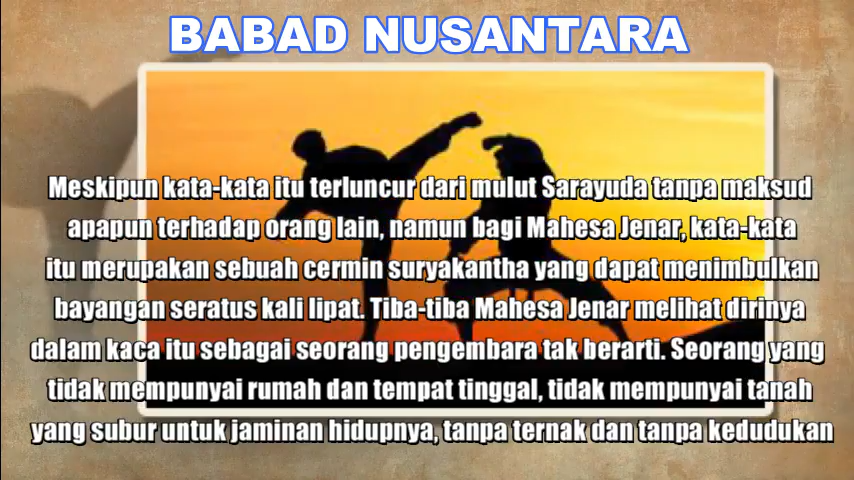 BABAD NUSANTARA
Meskipun kata-kata itu terluncur dari mulut Sarayuda tanpa maksud
apapun terhadap orang lain, namun bagi Mahesa Jenar, kata-kata
itu merupakan sebuah cermin suryakantha yang dapat menimbulkan
bayangan seratus kali lipat. Tiba-tiba Mahesa Jenar melihat dirinya
dalam kaca itu sebagai seorang pengembara tak berarti. Seorang yang
tidak mempunyai rumah dan tempat tinggal, tidak mempunyai tanah
yang subur untuk jaminan hidupnya, tanpa ternak dan tanpa kedudukan